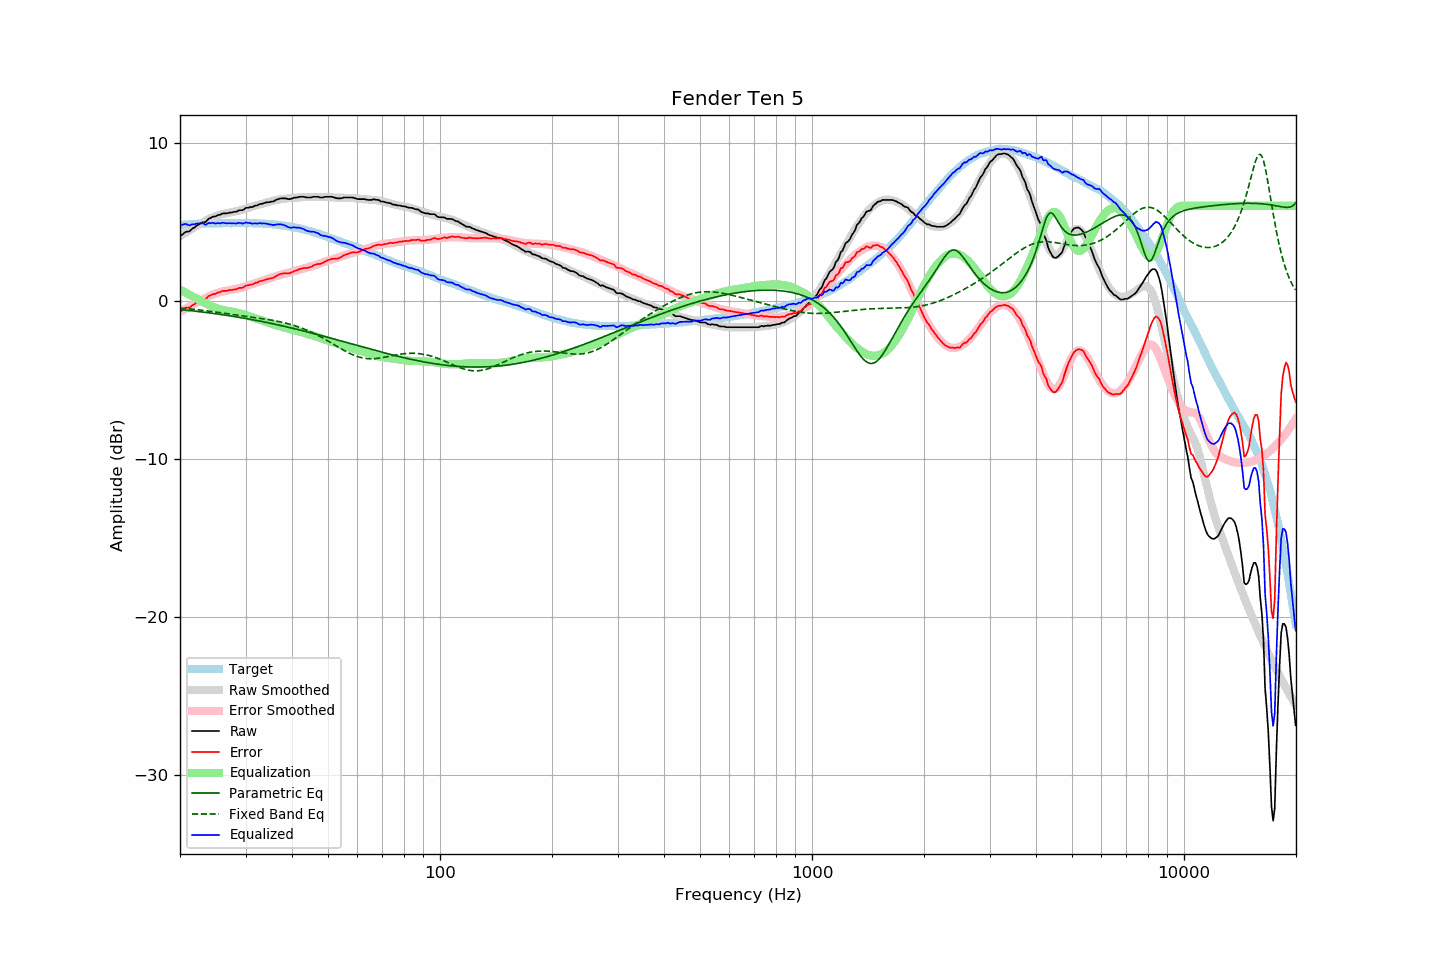 Fender Ten 5
10
0
−10
−20
−30
Amplitude (dBr)
100
1000
10000
Frequency (Hz)
Target
Raw Smoothed
Error Smoothed
Raw
Error
Equalization
Parametric Eq
Fixed Band Eq
Equalized